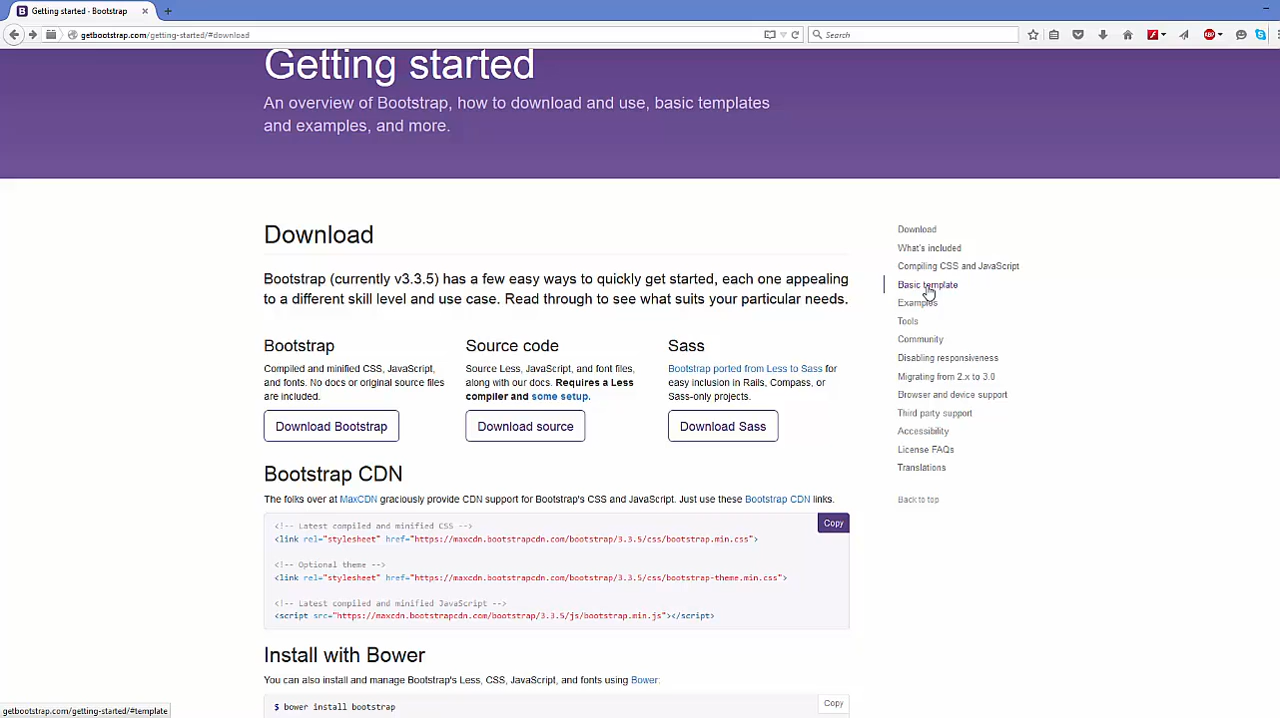 B Getting started · Bootstrap × +
getbootstrap.com/getting-started/#download
Search
ABP
Getting started
An overview of Bootstrap, how to download and use, basic templates
and examples, and more.
Download
Bootstrap (currently v3.3.5) has a few easy ways to quickly get started, each one appealing
to a different skill level and use case. Read through to see what suits your particular needs.
Bootstrap
Compiled and minified CSS, JavaScript,
and fonts. No docs or original source files
are included.
Download Bootstrap
Source code
Source Less, JavaScript, and font files,
along with our docs. Requires a Less
compiler and some setup.
Download source
Sass
Bootstrap ported from Less to Sass for
easy inclusion in Rails, Compass, or
Sass-only projects.
Download Sass
Bootstrap CDN
The folks over at MaxCDN graciously provide CDN support for Bootstrap's CSS and JavaScript. Just use these Bootstrap CDN links.
Copy
<!-- Latest compiled and minified CSS -->
<link rel="stylesheet" href="https://maxcdn.bootstrapcdn.com/bootstrap/3.3.5/css/bootstrap.min.css">
<!-- Optional theme -->
<link rel="stylesheet" href="https://maxcdn.bootstrapcdn.com/bootstrap/3.3.5/css/bootstrap-theme.min.css">
<!-- Latest compiled and minified JavaScript -->
<script src="https://maxcdn.bootstrapcdn.com/bootstrap/3.3.5/js/bootstrap.min.js"></script>
Install with Bower
You can also install and manage Bootstrap's Less, CSS, JavaScript, and fonts using Bower:
$ bower install bootstrap
Copy
Download
What's included
Compiling CSS and JavaScript
Basic template
Examples
Tools
Community
Disabling responsiveness
Migrating from 2.x to 3.0
Browser and device support
Third party support
Accessibility
License FAQs
Translations
Back to top
getbootstrap.com/getting-started/#template